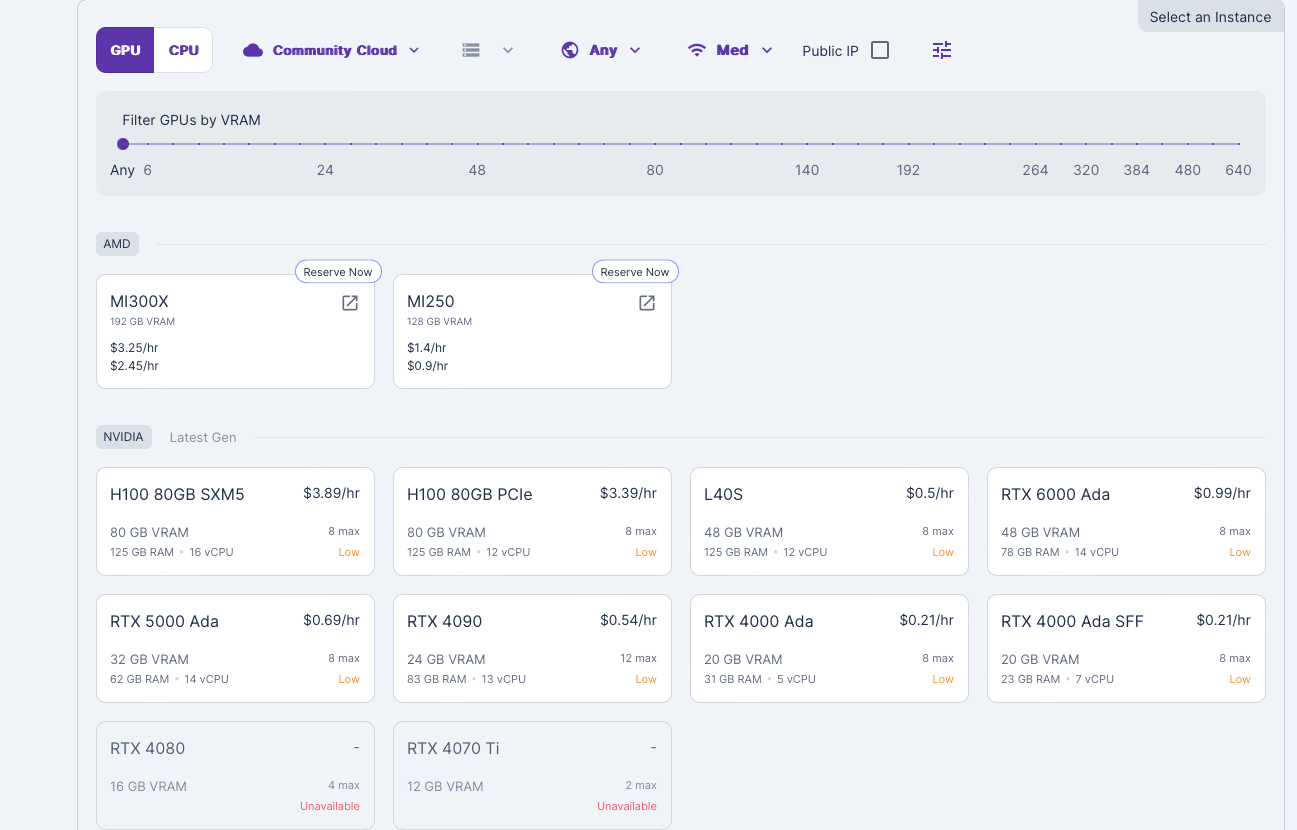 Select an Instance
GPU CPU Community Cloud Any Med Public IP
Filter GPUs by VRAM
Any 6 24 48 80 140 192 264 320 384 480 640
AMD
Reserve Now Reserve Now
MI300X MI250
192 GB VRAM 128 GB VRAM
$3.25/hr $1.4/hr
$2.45/hr $0.9/hr
NVIDIA Latest Gen
H100 80GB SXM5 $3.89/hr H100 80GB PCIe $3.39/hr L40S $0.5/hr RTX 6000 Ada $0.99/hr
80 GB VRAM 8 max 80 GB VRAM 8 max 48 GB VRAM 8 max 48 GB VRAM 8 max
125 GB RAM • 16 vCPU Low 125 GB RAM • 12 vCPU Low 125 GB RAM • 12 vCPU Low 78 GB RAM • 14 vCPU Low
RTX 5000 Ada $0.69/hr RTX 4090 $0.54/hr RTX 4000 Ada $0.21/hr RTX 4000 Ada SFF $0.21/hr
32 GB VRAM 8 max 24 GB VRAM 12 max 20 GB VRAM 8 max 20 GB VRAM 8 max
62 GB RAM • 14 vCPU Low 83 GB RAM • 13 vCPU Low 31 GB RAM • 5 vCPU Low 23 GB RAM • 7 vCPU Low
RTX 4080 - RTX 4070 Ti -
16 GB VRAM 4 max 12 GB VRAM 2 max
Unavailable Unavailable